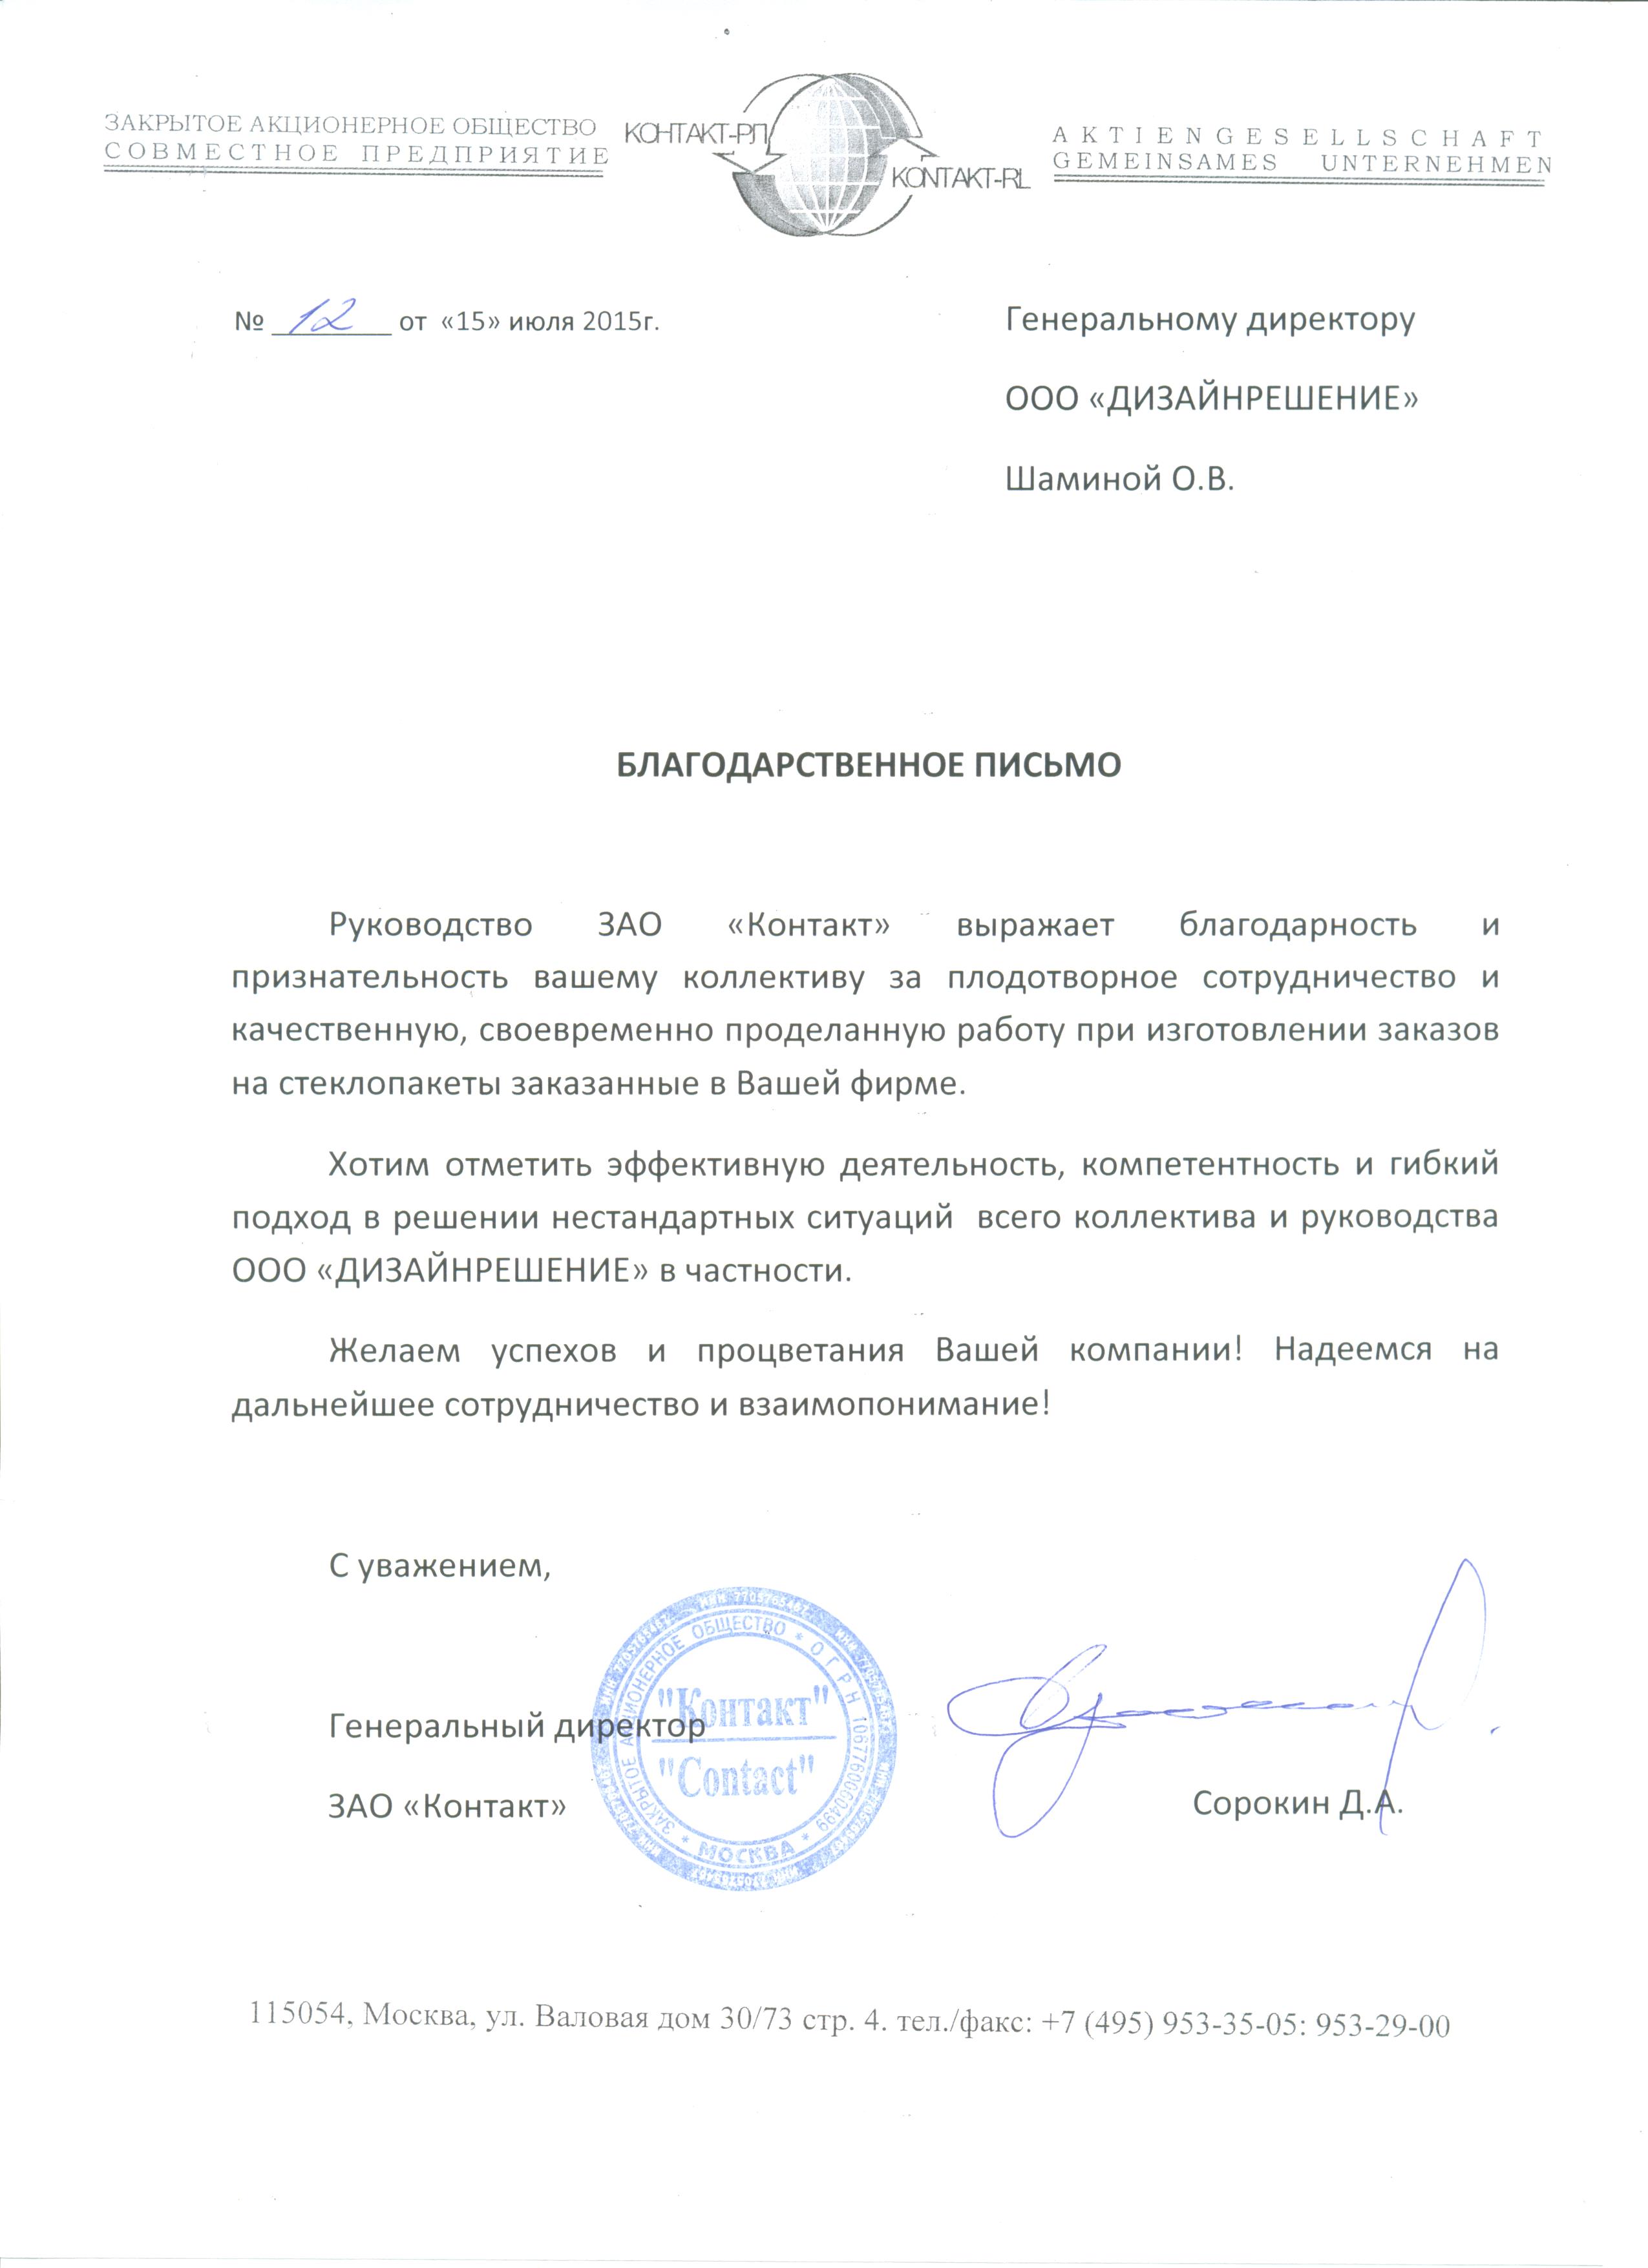 ЗАКРЫТОЕ АКЦИОНЕРНОЕ ОБЩЕСТВО
СОВМЕСТНОЕ ПРЕДПРИЯТИЕ
КОНТАКТ-РЛ
KONTAKT-RL
AKTIENGESELLSCHAFT
GEMEINSAMES UNTERNEHMEN
№ 12 от «15» июля 2015г.
Генеральному директору
ООО «ДИЗАЙНРЕШЕНИЕ»
Шаминой О.В.
БЛАГОДАРСТВЕННОЕ ПИСЬМО
Руководство ЗАО «Контакт» выражает благодарность и
признательность вашему коллективу за плодотворное сотрудничество и
качественную, своевременно проделанную работу при изготовлении заказов
на стеклопакеты заказанные в Вашей фирме.
Хотим отметить эффективную деятельность, компетентность и гибкий
подход в решении нестандартных ситуаций всего коллектива и руководства
ООО «ДИЗАЙНРЕШЕНИЕ» в частности.
Желаем успехов и процветания Вашей компании! Надеемся на
дальнейшее сотрудничество и взаимопонимание!
С уважением,
Генеральный директор
ЗАО «Контакт»
Сорокин Д.А.
ЗАКРЫТОЕ АКЦИОНЕРНОЕ ОБЩЕСТВО * ОГРН
* МОСКВА *
"Контакт"
"Contact"
115054, Москва, ул. Валовая дом 30/73 стр. 4. тел./факс: +7 (495) 953-35-05: 953-29-00